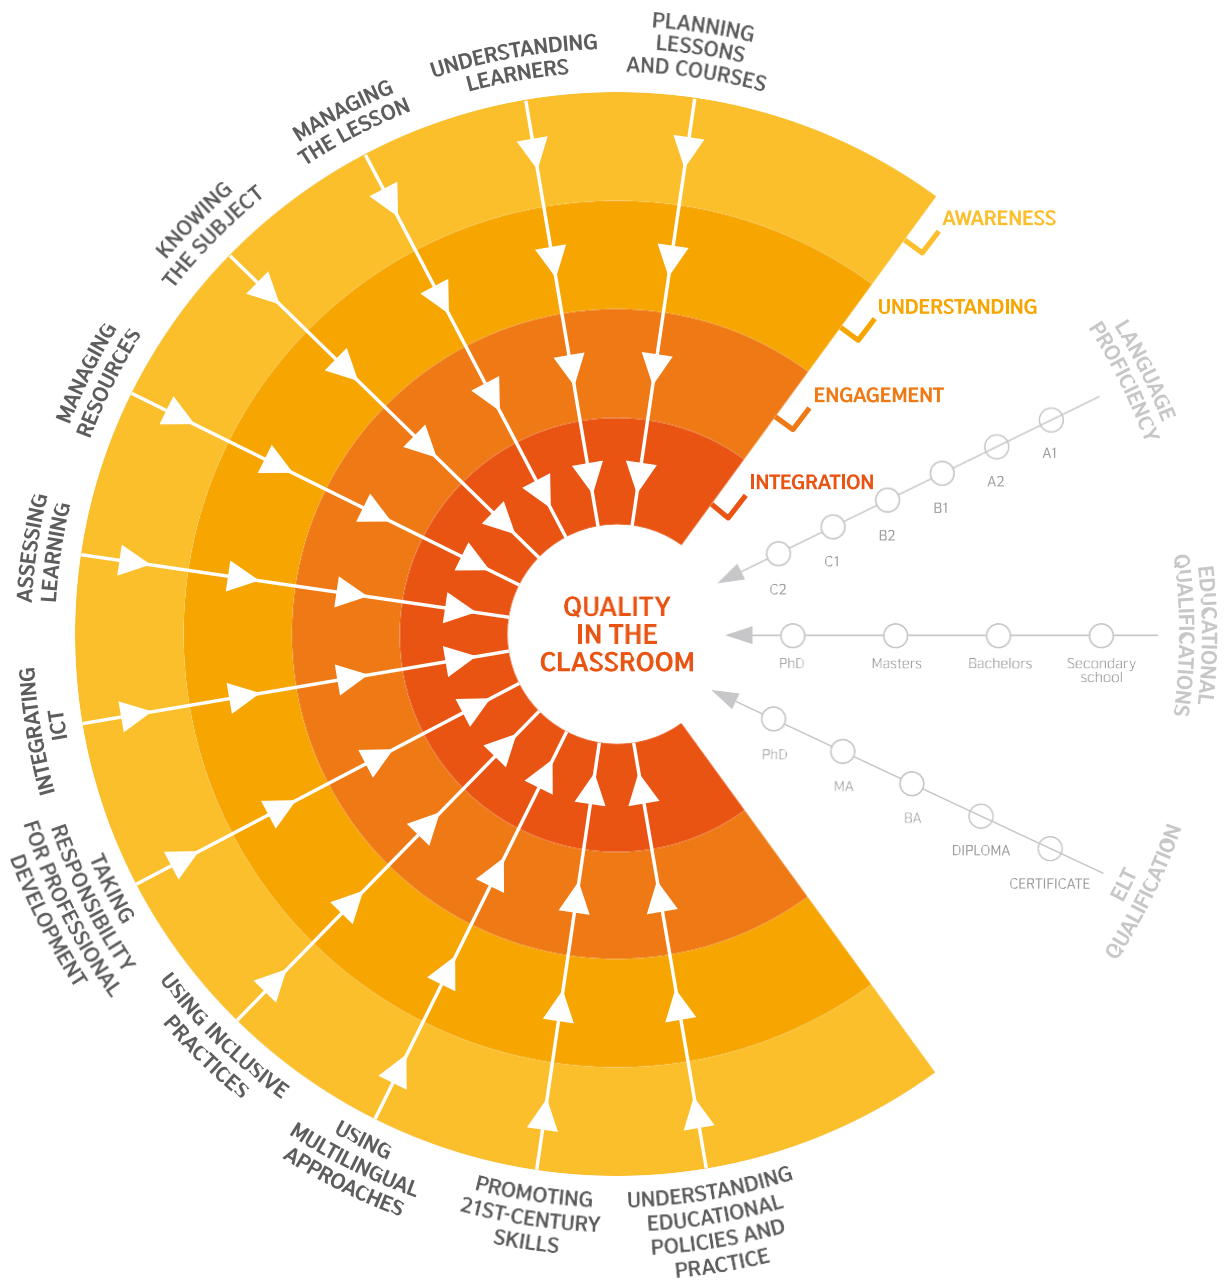 PLANNING
LESSONS
AND COURSES
UNDERSTANDING
LEARNERS
MANAGING
THE LESSON
KNOWING
THE SUBJECT
MANAGING
RESOURCES
ASSESSING
LEARNING
INTEGRATING
ICT
TAKING
RESPONSIBILITY
FOR PROFESSIONAL
DEVELOPMENT
USING INCLUSIVE
PRACTICES
USING
MULTILINGUAL
APPROACHES
PROMOTING
21ST-CENTURY
SKILLS
UNDERSTANDING
EDUCATIONAL
POLICIES AND
PRACTICE
AWARENESS
UNDERSTANDING
ENGAGEMENT
INTEGRATION
QUALITY
IN THE
CLASSROOM
LANGUAGE
PROFICIENCY
A1
A2
B1
B2
C1
C2
EDUCATIONAL
QUALIFICATIONS
PhD
Masters
Bachelors
Secondary
school
PhD
MA
BA
DIPLOMA
CERTIFICATE
ELT
QUALIFICATION